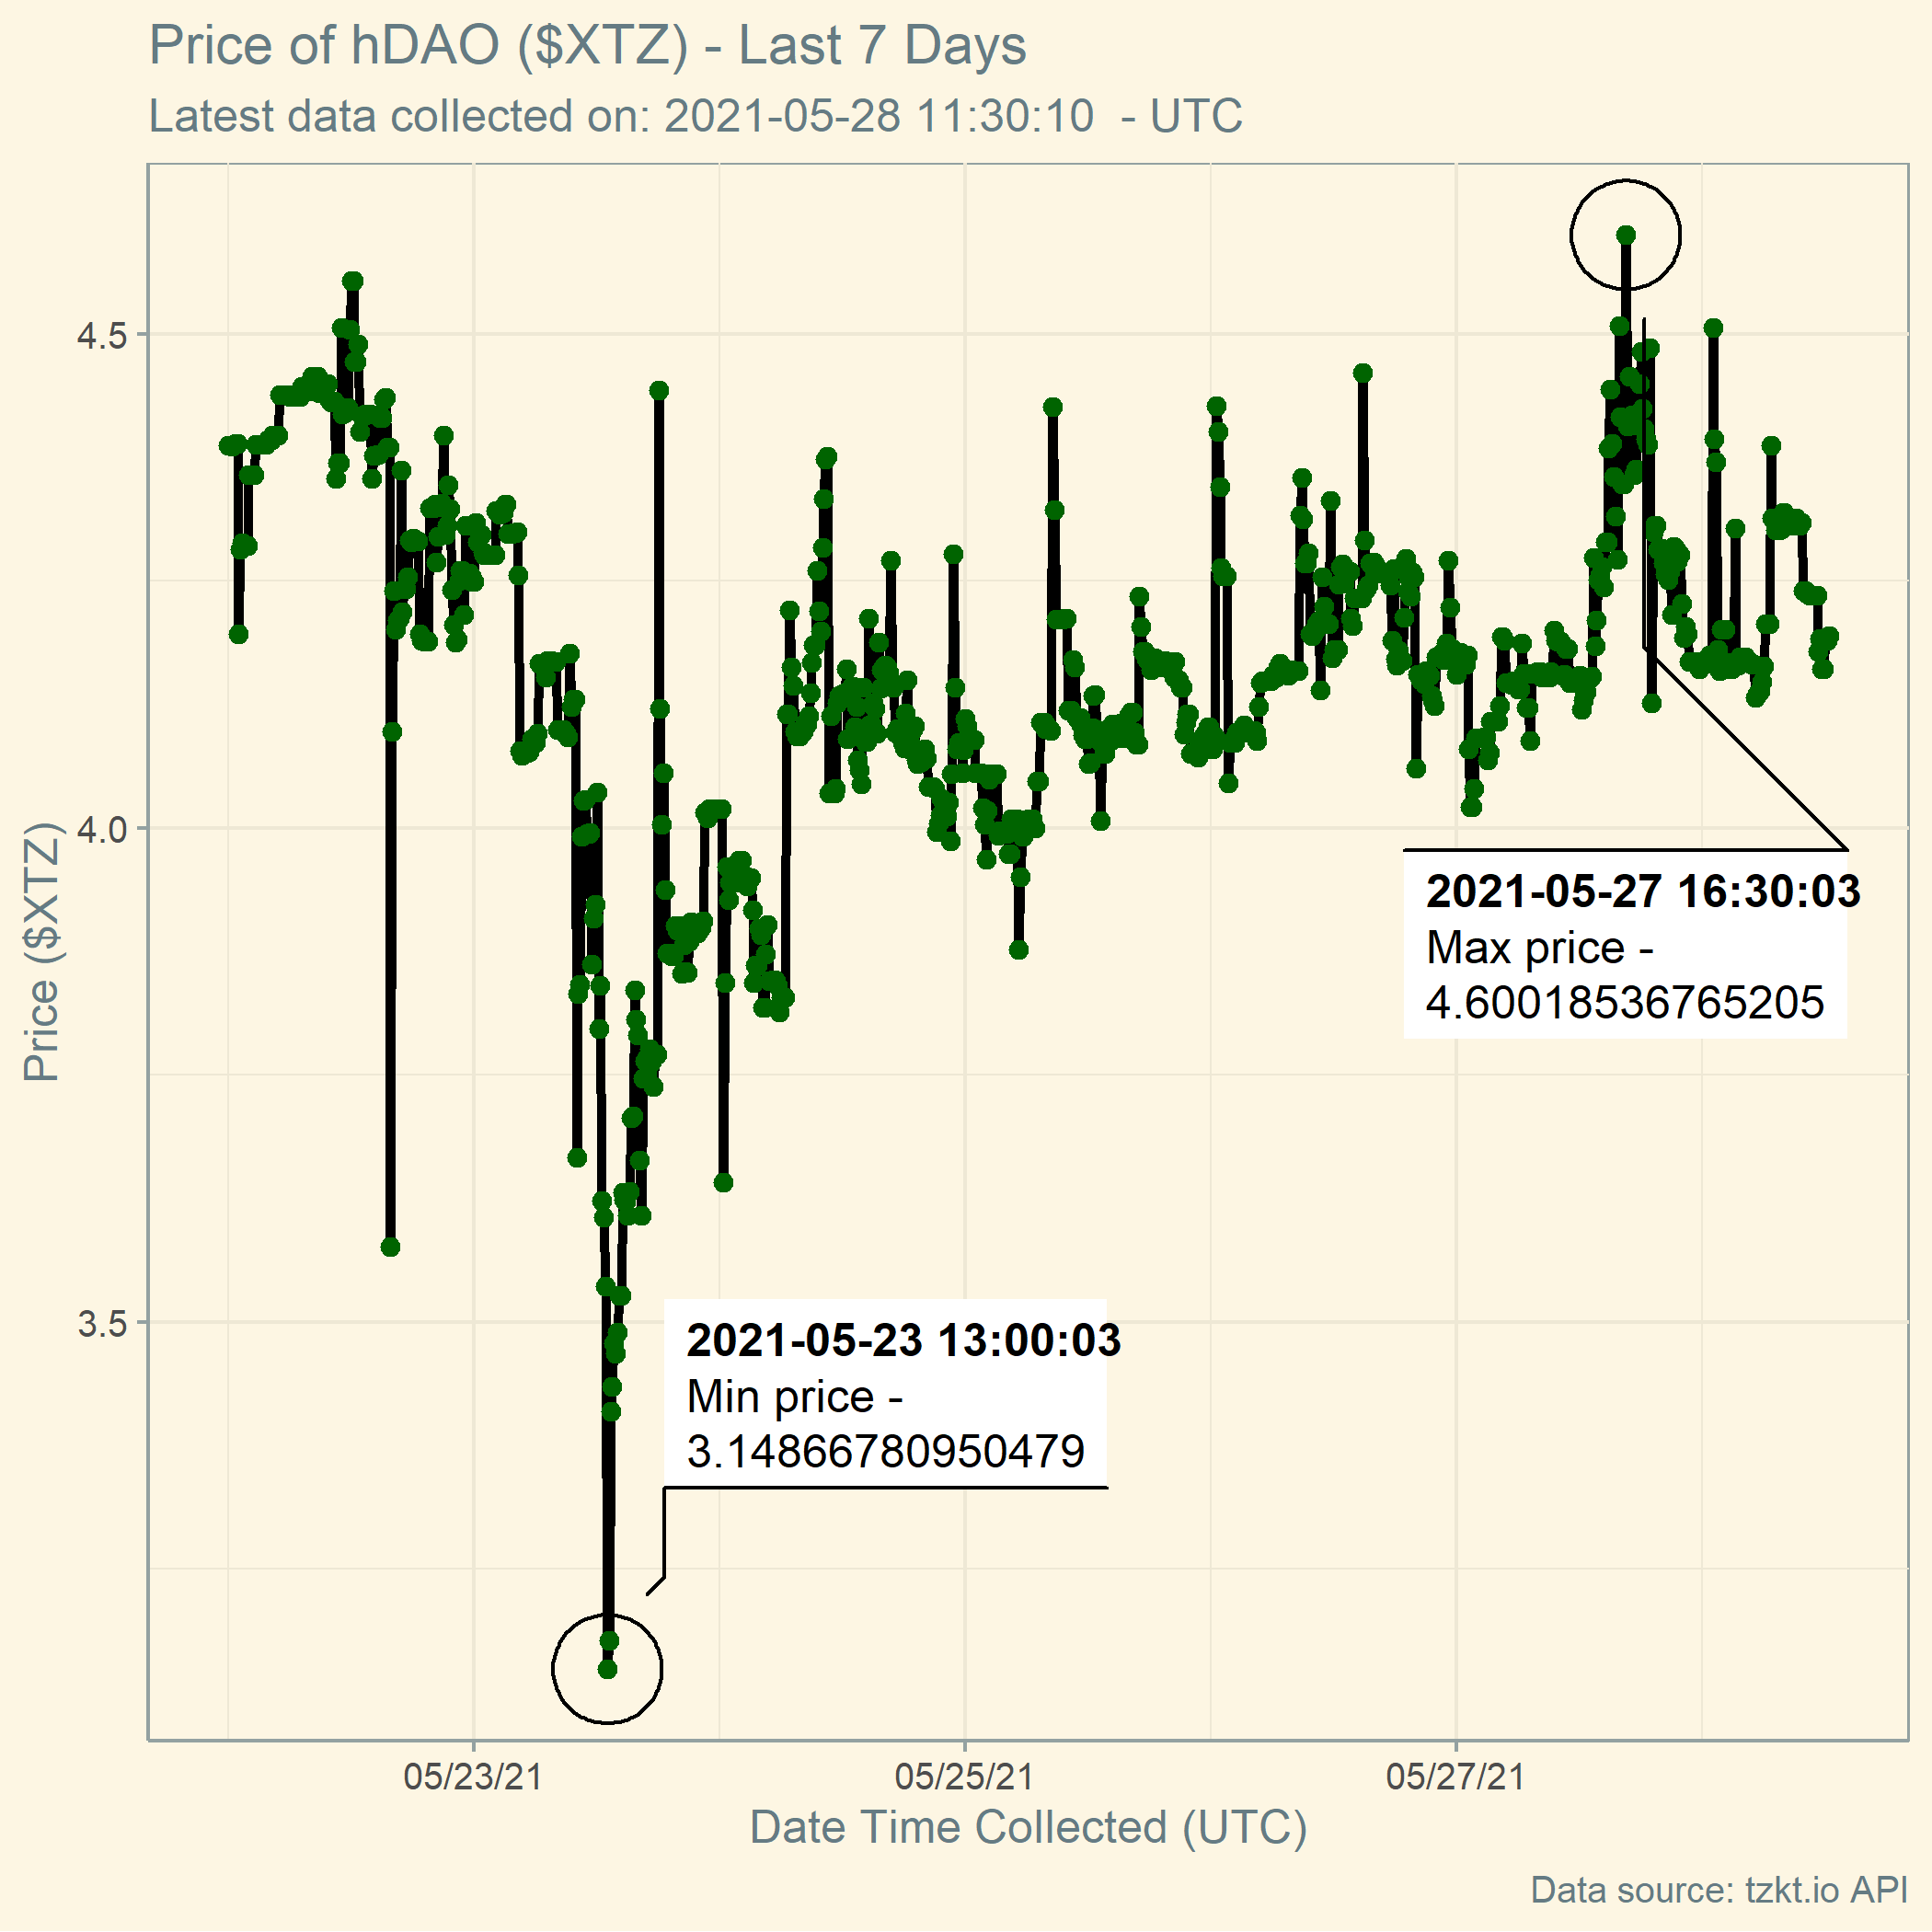 Price of hDAO ($XTZ) - Last 7 Days
Latest data collected on: 2021-05-28 11:30:10  - UTC
Price ($XTZ)
4.5
4.0
3.5
2021-05-27 16:30:03
Max price -
4.60018536765205
2021-05-23 13:00:03
Min price -
3.14866780950479
05/23/21
05/25/21
05/27/21
Date Time Collected (UTC)
Data source: tzkt.io API